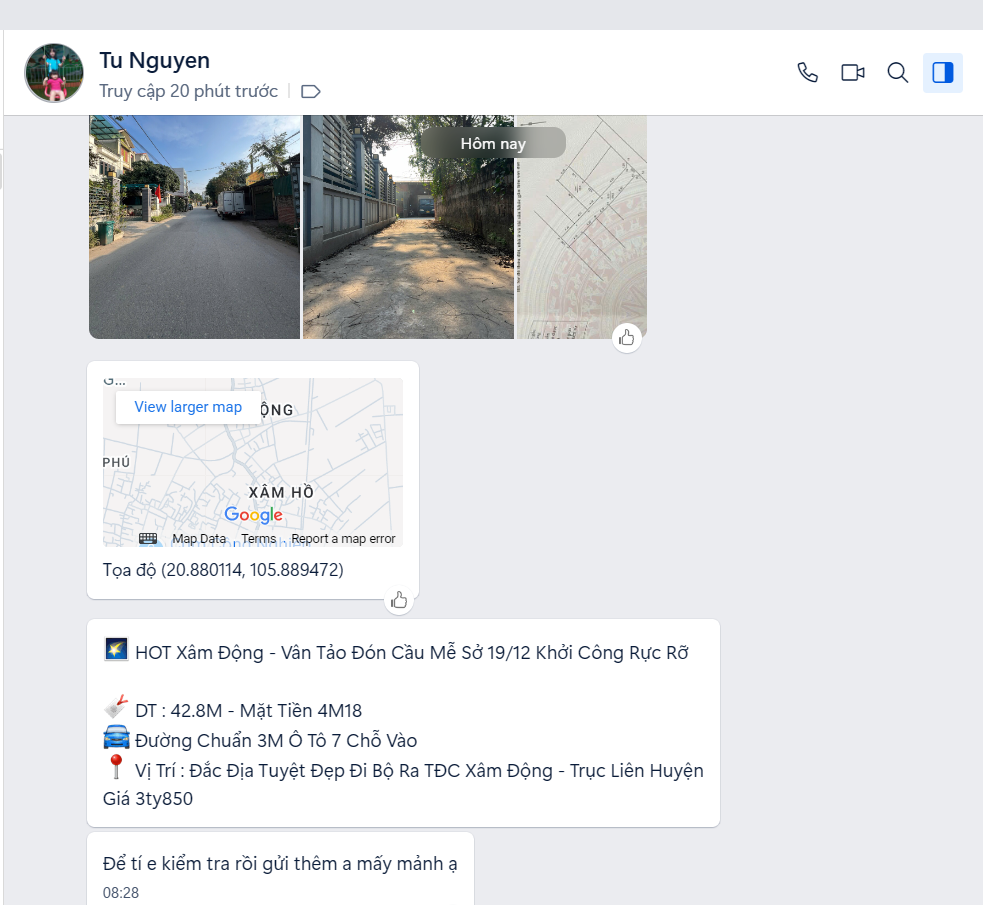 Tu Nguyen
Truy cập 20 phút trước
Hôm nay
G...
View larger map
ỘNG
PHÚ
XÂM HỒ
Google
Map Data Terms Report a map error
Tọa độ (20.880114, 105.889472)
HOT Xâm Động - Vân Tảo Đón Cầu Mễ Sở 19/12 Khởi Công Rực Rỡ
DT : 42.8M - Mặt Tiền 4M18
Đường Chuẩn 3M Ô Tô 7 Chỗ Vào
Vị Trí : Đắc Địa Tuyệt Đẹp Đi Bộ Ra TĐC Xâm Động - Trục Liên Huyện
Giá 3ty850
Để tí e kiểm tra rồi gửi thêm a mấy mảnh ạ
08:28